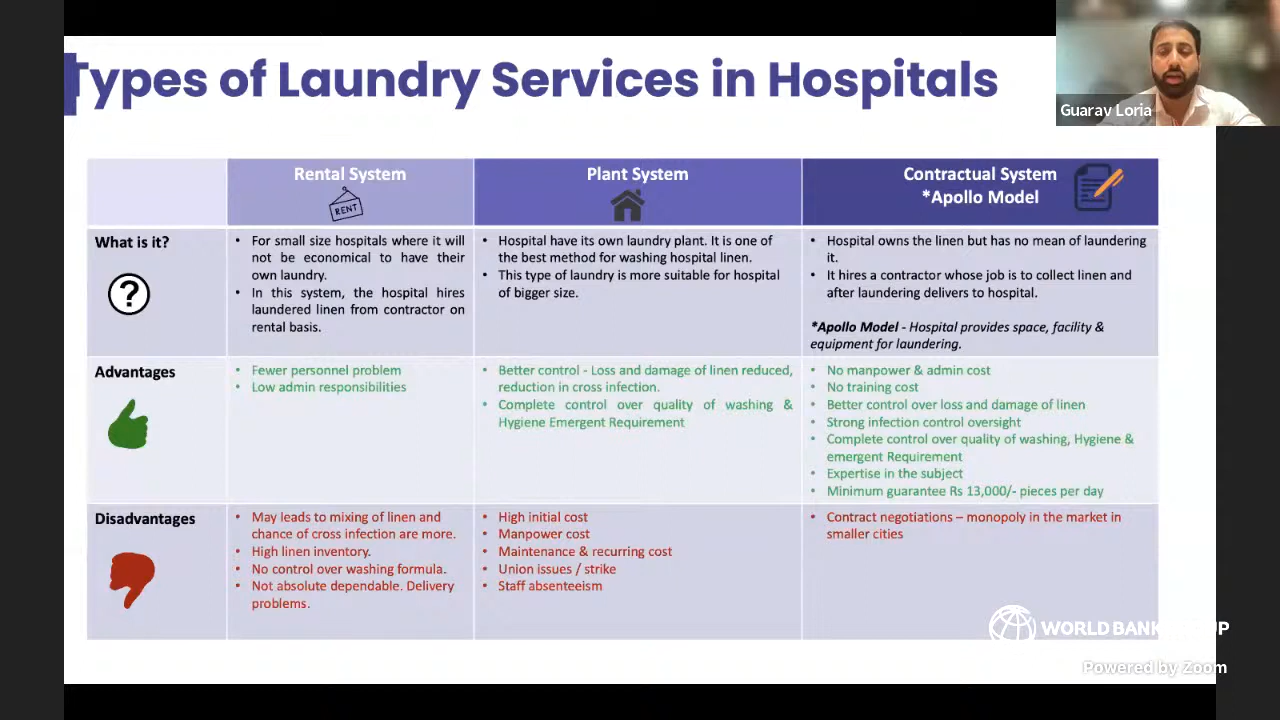 Types of Laundry Services in Hospitals
Guarav Loria
Rental System
RENT
Plant System
Contractual System
*Apollo Model
What is it?
• For small size hospitals where it will
not be economical to have their
own laundry.
• In this system, the hospital hires
laundered linen from contractor on
rental basis.
• Hospital have its own laundry plant. It is one of
the best method for washing hospital linen.
• This type of laundry is more suitable for hospital
of bigger size.
• Hospital owns the linen but has no mean of laundering
it.
• It hires a contractor whose job is to collect linen and
after laundering delivers to hospital.
*Apollo Model - Hospital provides space, facility &
equipment for laundering.
Advantages
• Fewer personnel problem
• Low admin responsibilities
• Better control - Loss and damage of linen reduced,
reduction in cross infection.
• Complete control over quality of washing &
Hygiene Emergent Requirement
• No manpower & admin cost
• No training cost
• Better control over loss and damage of linen
• Strong infection control oversight
• Complete control over quality of washing, Hygiene &
emergent Requirement
• Expertise in the subject
• Minimum guarantee Rs 13,000/- pieces per day
Disadvantages
• May leads to mixing of linen and
chance of cross infection are more.
• High linen inventory.
• No control over washing formula.
• Not absolute dependable. Delivery
problems.
• High initial cost
• Manpower cost
• Maintenance & recurring cost
• Union issues / strike
• Staff absenteeism
• Contract negotiations – monopoly in the market in
smaller cities
WORLD BANK GROUP
Powered by Zoom